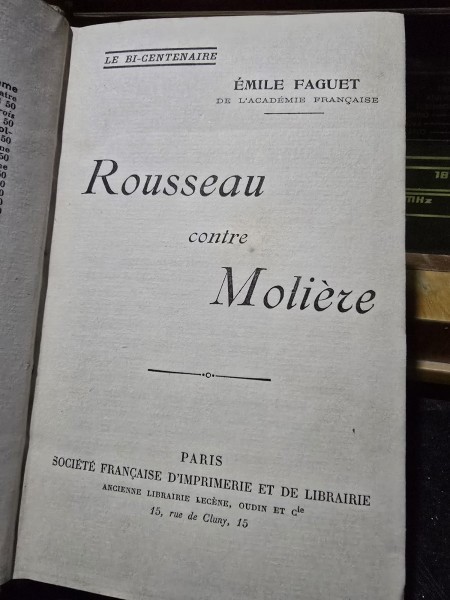 LE BI-CENTENAIRE
ÉMILE FAGUET
DE L'ACADÉMIE FRANÇAISE
Rousseau
contre
Molière
PARIS
SOCIÉTÉ FRANÇAISE D'IMPRIMERIE ET DE LIBRAIRIE
ANCIENNE LIBRAIRIE LECÈNE, OUDIN ET Cie
15, rue de Cluny, 15